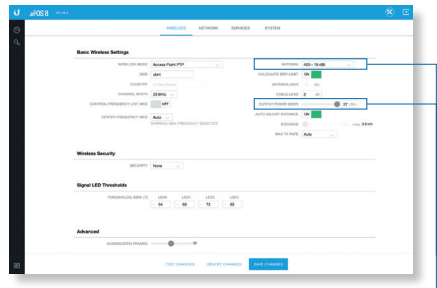 U airOS 8
WIRELESS NETWORK SERVICES SYSTEM
Basic Wireless Settings
WIRELESS MODE Access Point PTP
SSID ubnt
COUNTRY
CHANNEL WIDTH 20 MHz
CONTROL FREQUENCY LIST, MHZ OFF
CENTER FREQUENCY, MHZ Auto
ANTENNA
CALCULATE EIRP LIMIT ON
ANTENNA GAIN
CABLE LOSS 2
OUTPUT POWER 27
AUTO ADJUST DISTANCE ON
DISTANCE
MAX TX RATE Auto
Wireless Security
SECURITY None
Signal LED Thresholds
THRESHOLDS, DBM LED1 LED2 LED3 LED4
- 94 - 80 - 73 - 65
Advanced
AGGREGATION FRAMES
TEST CHANGES REVERT CHANGES SAVE CHANGES